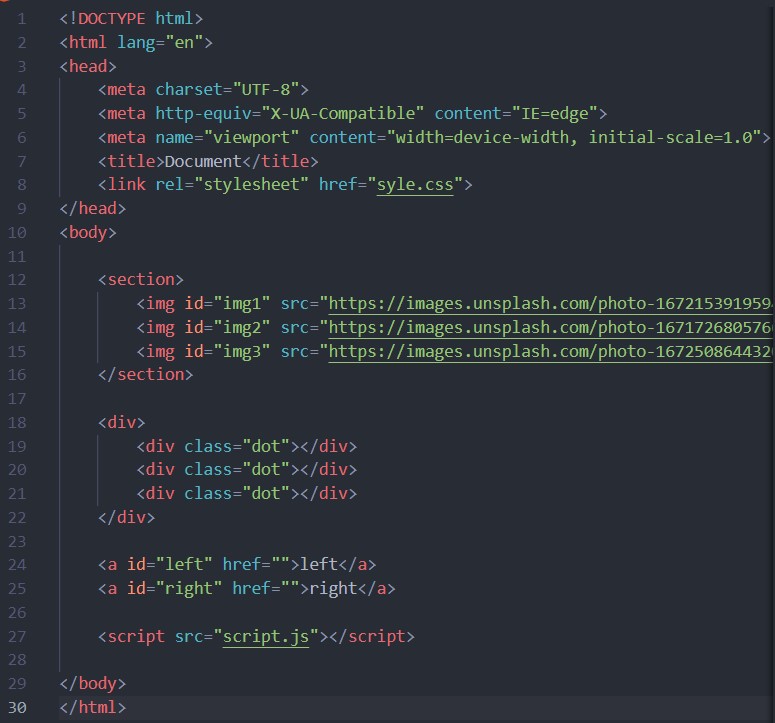 1 <!DOCTYPE html>
2 <html lang="en">
3 <head>
4 <meta charset="UTF-8">
5 <meta http-equiv="X-UA-Compatible" content="IE=edge">
6 <meta name="viewport" content="width=device-width, initial-scale=1.0">
7 <title>Document</title>
8 <link rel="stylesheet" href="syle.css">
9 </head>
10 <body>
11
12 <section>
13 <img id="img1" src="https://images.unsplash.com/photo-167215391959
14 <img id="img2" src="https://images.unsplash.com/photo-167172680576
15 <img id="img3" src="https://images.unsplash.com/photo-167250864432
16 </section>
17
18 <div>
19 <div class="dot"></div>
20 <div class="dot"></div>
21 <div class="dot"></div>
22 </div>
23
24 <a id="left" href="">left</a>
25 <a id="right" href="">right</a>
26
27 <script src="script.js"></script>
28
29 </body>
30 </html>